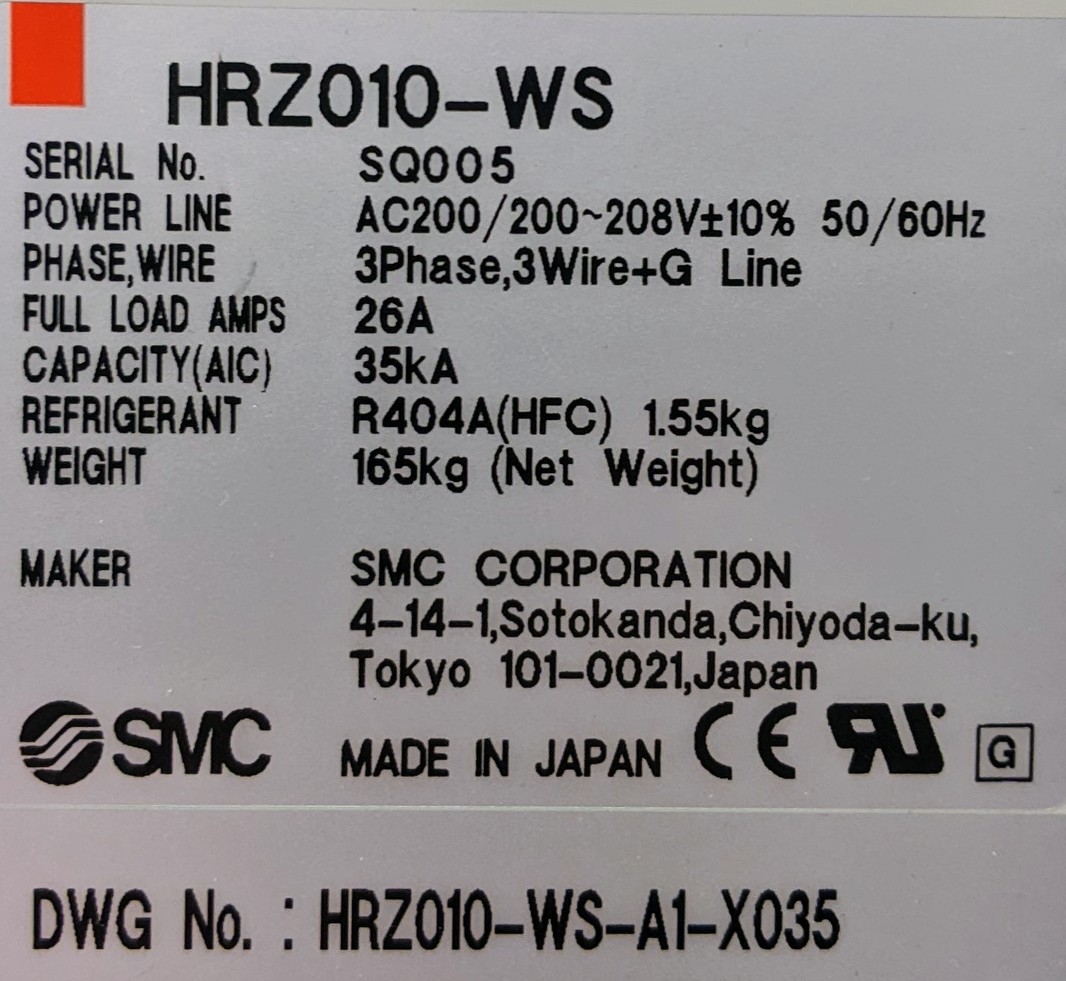 HRZ010-WS
SERIAL No. SQ005
POWER LINE AC200/200~208V±10% 50/60Hz
PHASE,WIRE 3Phase,3Wire+G Line
FULL LOAD AMPS 26A
CAPACITY(AIC) 35kA
REFRIGERANT R404A(HFC) 1.55kg
WEIGHT 165kg (Net Weight)
MAKER SMC CORPORATION
4-14-1,Sotokanda,Chiyoda-ku,
Tokyo 101-0021,Japan
SMC MADE IN JAPAN CE RU G
DWG No. : HRZ010-WS-A1-X035